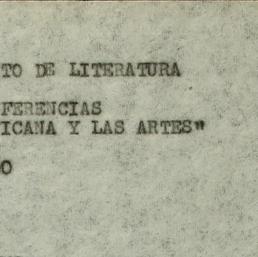 TO DE LITERATURA
FERENCIAS
ICANA Y LAS ARTES"
O